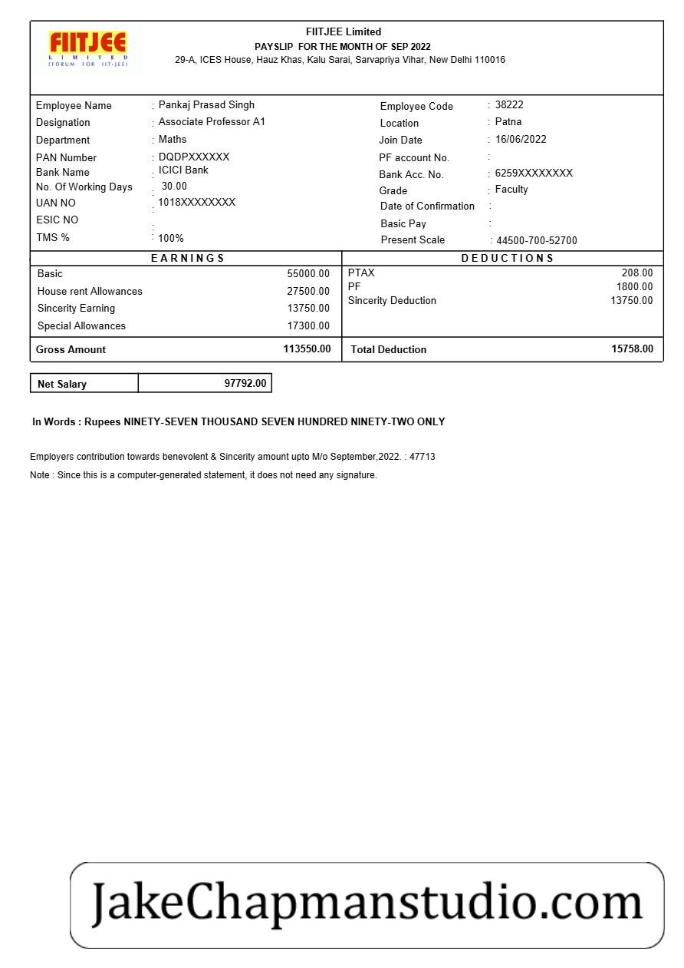 FIITJEE
LIMITED
(FORUM FOR IIT-JEE)
FIITJEE Limited
PAYSLIP FOR THE MONTH OF SEP 2022
29-A, ICES House, Hauz Khas, Kalu Sarai, Sarvapriya Vihar, New Delhi 110016
Employee Name : Pankaj Prasad Singh Employee Code : 38222
Designation : Associate Professor A1 Location : Patna
Department : Maths Join Date : 16/06/2022
PAN Number : DQDPXXXXXX PF account No. :
Bank Name : ICICI Bank Bank Acc. No. : 6259XXXXXXXX
No. Of Working Days : 30.00 Grade : Faculty
UAN NO : 1018XXXXXXXX Date of Confirmation :
ESIC NO : Basic Pay :
TMS % : 100% Present Scale : 44500-700-52700
EARNINGS DEDUCTIONS
Basic 55000.00 PTAX 208.00
House rent Allowances 27500.00 PF 1800.00
Sincerity Earning 13750.00 Sincerity Deduction 13750.00
Special Allowances 17300.00
Gross Amount 113550.00 Total Deduction 15758.00
Net Salary 97792.00
In Words : Rupees NINETY-SEVEN THOUSAND SEVEN HUNDRED NINETY-TWO ONLY
Employers contribution towards benevolent & Sincerity amount upto M/o September,2022. : 47713
Note : Since this is a computer-generated statement, it does not need any signature.
JakeChapmanstudio.com